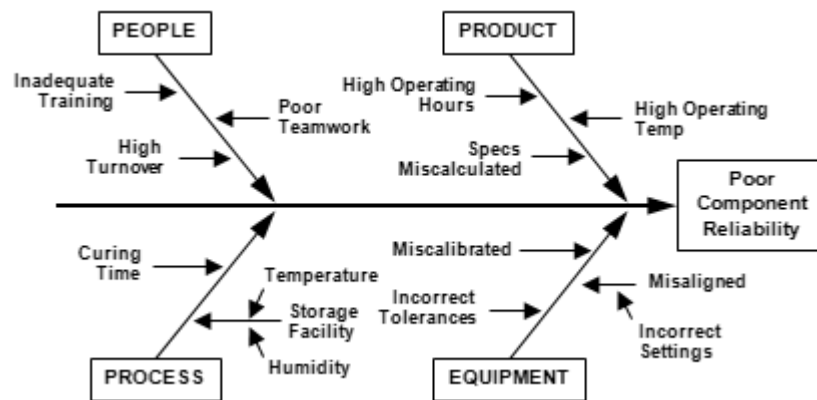 PEOPLE
PRODUCT
Inadequate
Training
Poor
Teamwork
High
Turnover
High Operating
Hours
High Operating
Temp
Specs
Miscalculated
Poor
Component
Reliability
Curing
Time
Temperature
Storage
Facility
Humidity
Miscalibrated
Incorrect
Tolerances
Misaligned
Incorrect
Settings
PROCESS
EQUIPMENT